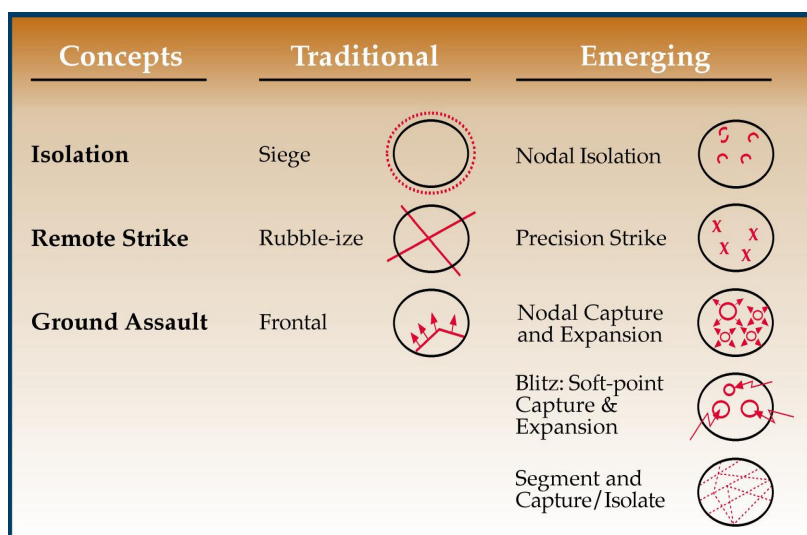 Concepts Traditional Emerging
Isolation Siege Nodal Isolation
Remote Strike Rubble-ize Precision Strike
Ground Assault Frontal Nodal Capture
and Expansion
Blitz: Soft-point
Capture &
Expansion
Segment and
Capture/Isolate